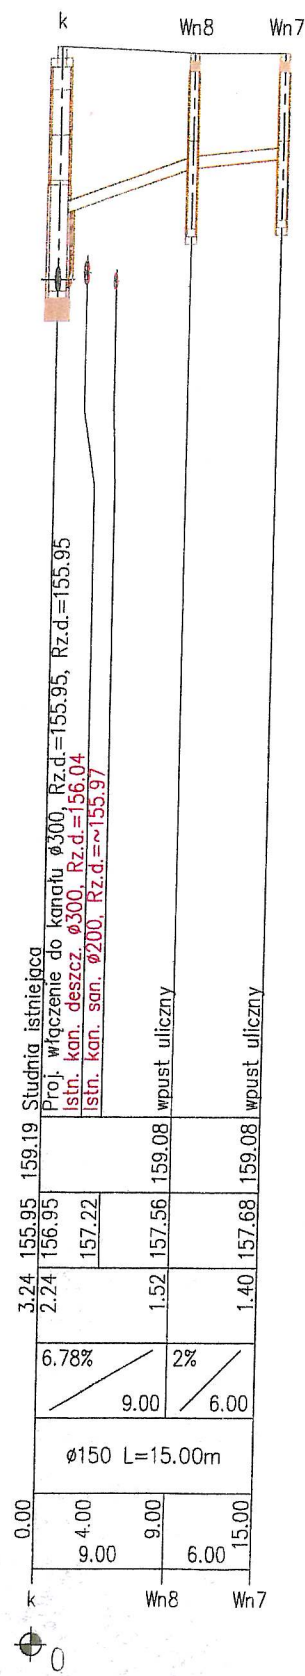 k
Wn8
Wn7
Studnia istniejąca
Proj. włączenie do kanału ø300, Rz.d.=155.95, Rz.d.=155.95
Istn. kan. deszcz. ø300, Rz.d.=156.04
Istn. kan. san. ø200, Rz.d.=~155.97
wpust uliczny
wpust uliczny
159.19
159.08
159.08
155.95
156.95
157.22
157.56
157.68
3.24
2.24
1.52
1.40
6.78%
9.00
2%
6.00
ø150 L=15.00m
0.00
4.00
9.00
15.00
9.00
6.00
k
Wn8
Wn7
0